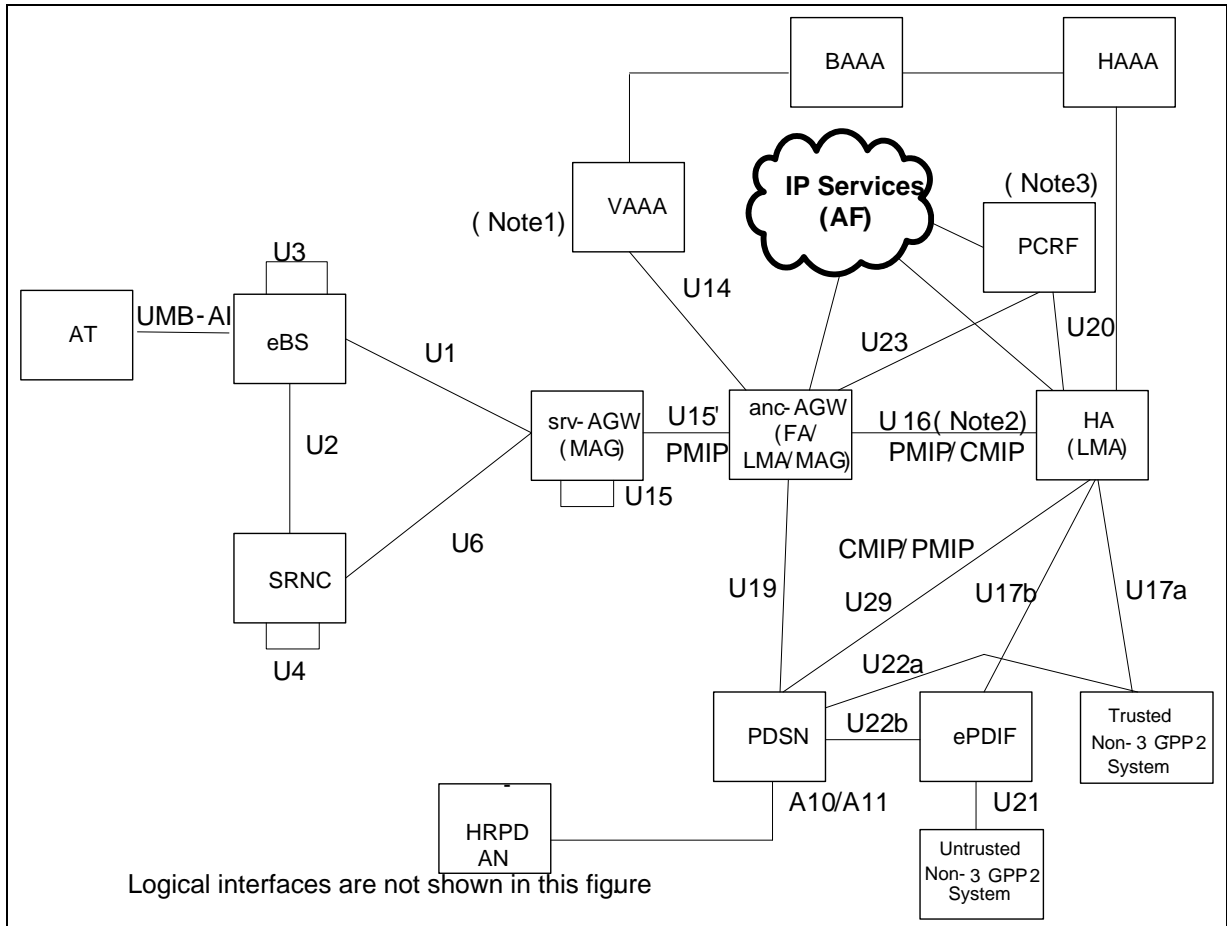 BAAA
HAAA
IP Services
(AF)
( Note3)
VAAA
( Note1)
PCRF
U3
U14
AT
UMB-AI
eBS
U20
U23
U1
anc-AGW
(FA/
LMA/MAG)
srv-AGW
(MAG)
U15'
PMIP
U 16( Note2)
PMIP/CMIP
HA
(LMA)
U2
U15
U6
CMIP/PMIP
SRNC
U19
U29
U17b
U17a
U4
U22a
PDSN
U22b
ePDIF
Trusted
Non-3 GPP2
System
A10/A11
U21
HRPD
AN
Untrusted
Non-3 GPP2
System
Logical interfaces are not shown in this figure